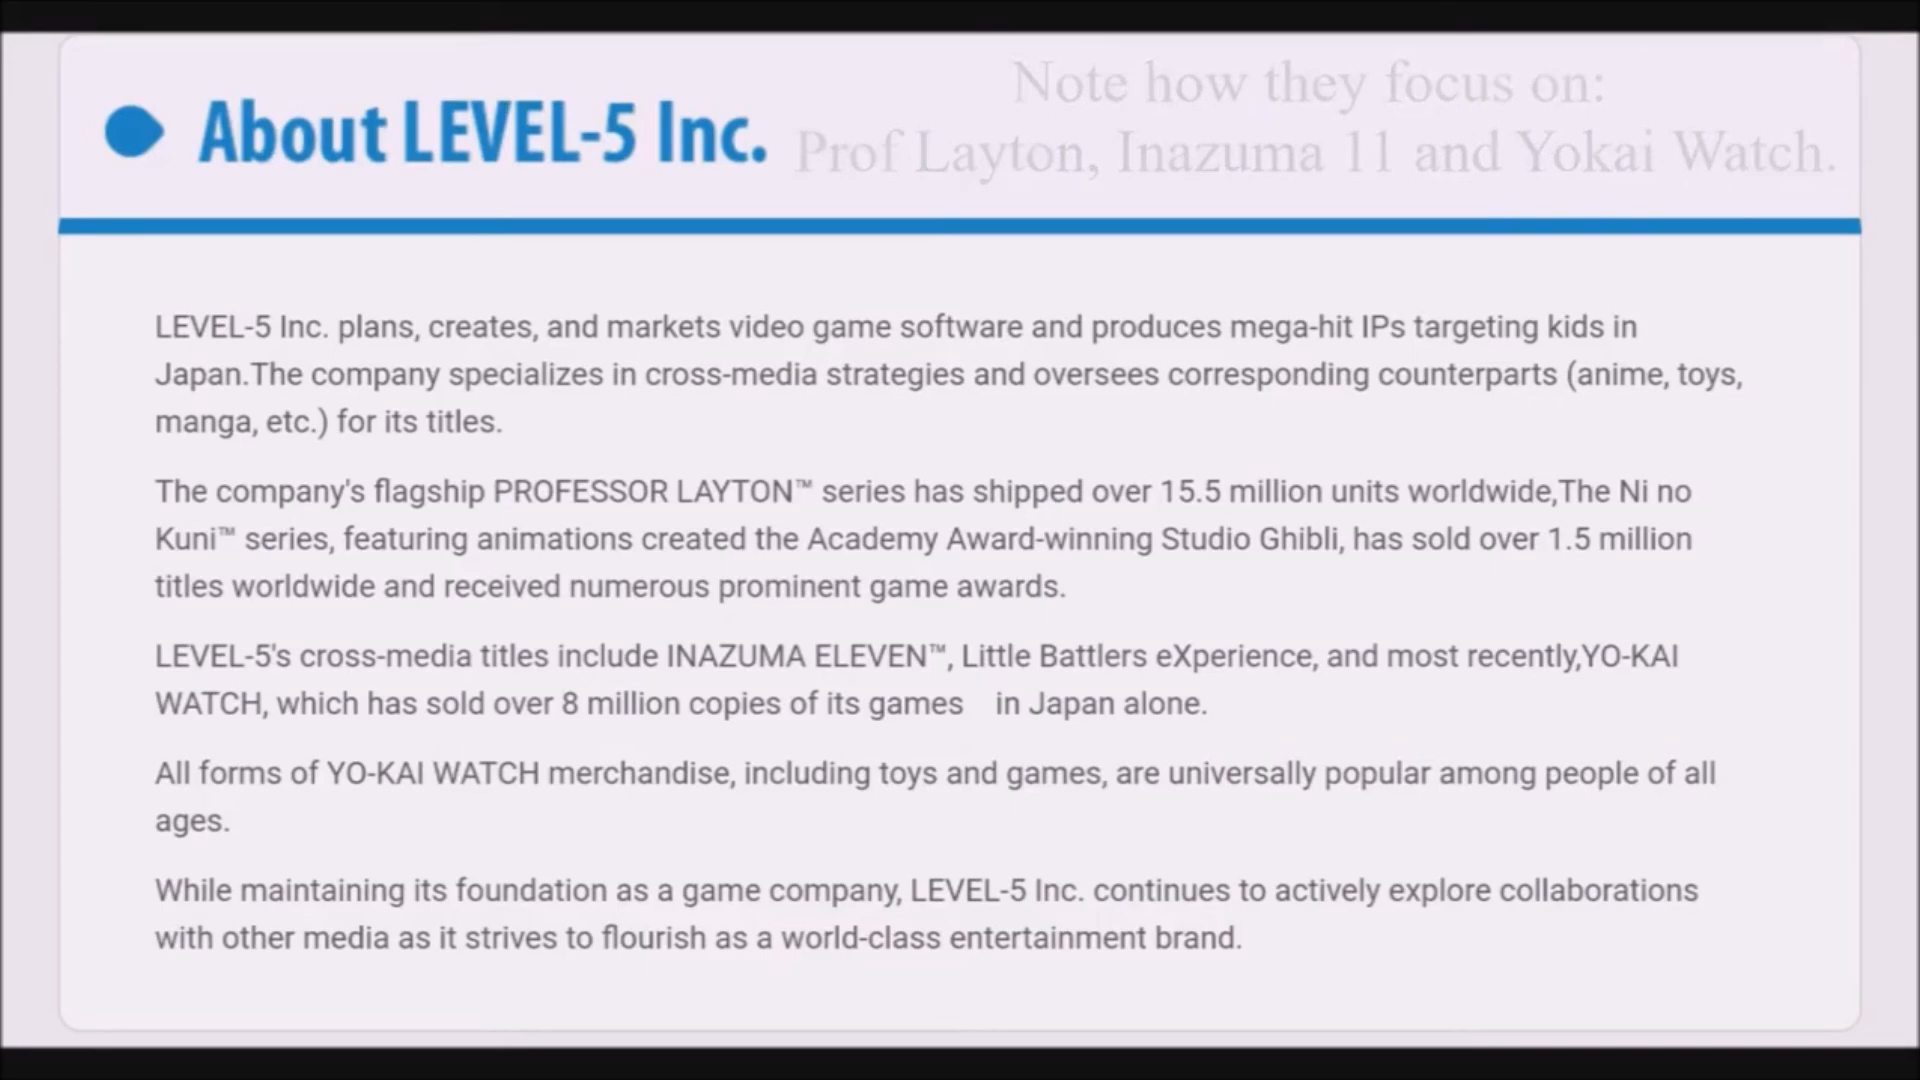 Note how they focus on:
About LEVEL-5 Inc.
Prof Layton, Inazuma 11 and Yokai Watch.
LEVEL-5 Inc. plans, creates, and markets video game software and produces mega-hit IPs targeting kids in
Japan.The company specializes in cross-media strategies and oversees corresponding counterparts (anime, toys,
manga, etc.) for its titles.
The company's flagship PROFESSOR LAYTON™ series has shipped over 15.5 million units worldwide,The Ni no
Kuni™ series, featuring animations created the Academy Award-winning Studio Ghibli, has sold over 1.5 million
titles worldwide and received numerous prominent game awards.
LEVEL-5's cross-media titles include INAZUMA ELEVEN™, Little Battlers eXperience, and most recently,YO-KAI
WATCH, which has sold over 8 million copies of its games in Japan alone.
All forms of YO-KAI WATCH merchandise, including toys and games, are universally popular among people of all
ages.
While maintaining its foundation as a game company, LEVEL-5 Inc. continues to actively explore collaborations
with other media as it strives to flourish as a world-class entertainment brand.